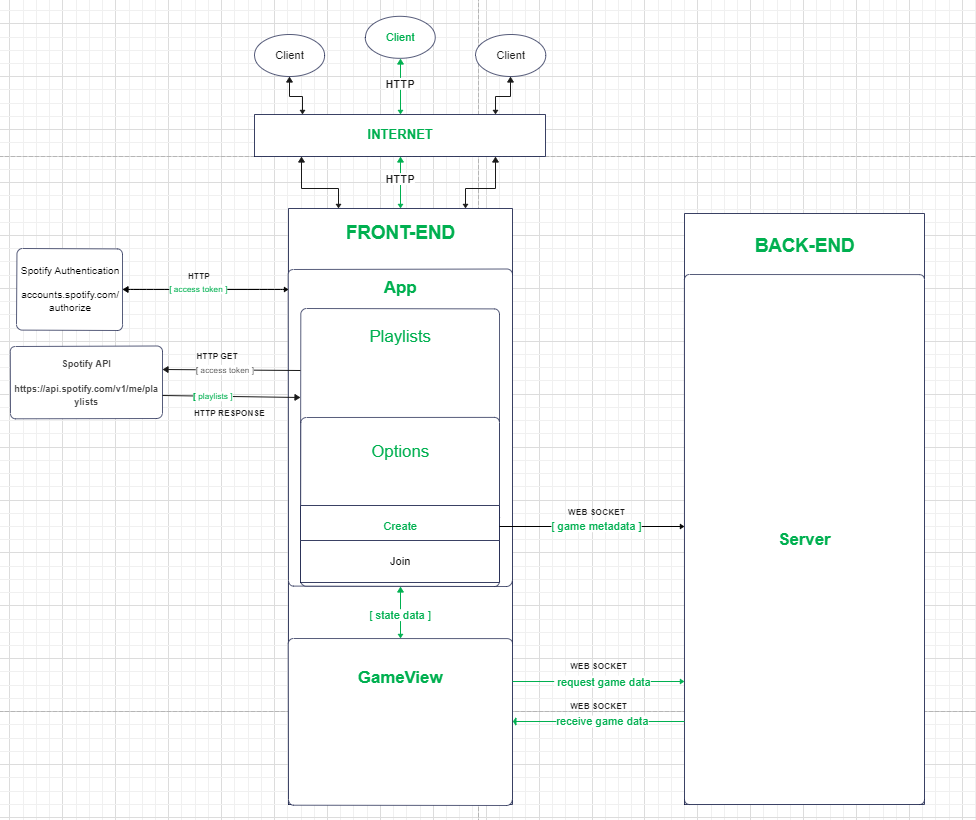 Client
Client
Client
HTTP
INTERNET
HTTP
FRONT-END
BACK-END
Spotify Authentication
accounts.spotify.com/
authorize
HTTP
[ access token ]
App
Playlists
Spotify API
https://api.spotify.com/v1/me/pla
ylists
HTTP GET
[ access token ]
[ playlists ]
HTTP RESPONSE
Options
Create
WEB SOCKET
[ game metadata ]
Server
Join
[ state data ]
GameView
WEB SOCKET
request game data
WEB SOCKET
receive game data